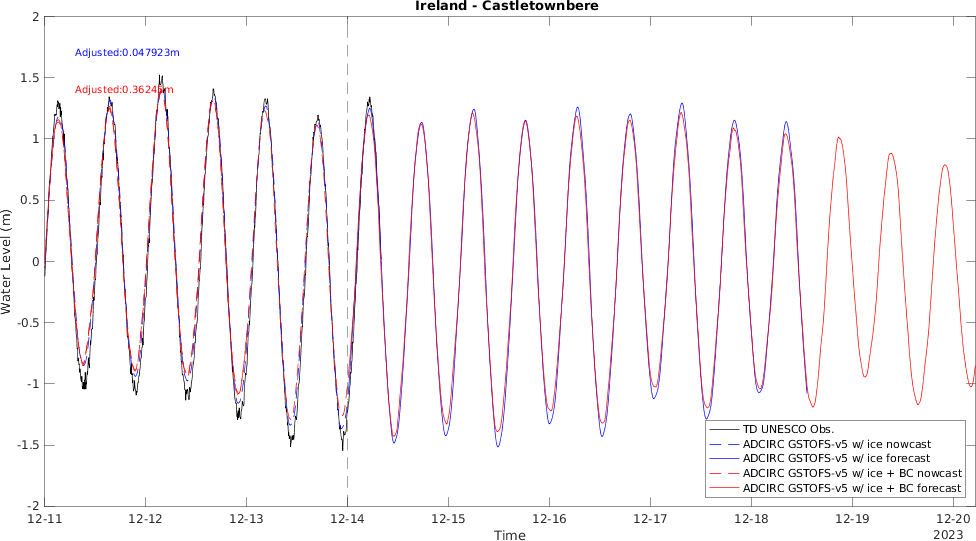 Ireland - Castletownbere
2
1.5
1
0.5
0
-0.5
-1
-1.5
-2
Water Level (m)
Adjusted:0.047923m
12-11 12-12 12-13 12-14 12-15 12-16 12-17 12-18 12-19 12-20
Time
2023
TD UNESCO Obs.
ADCIRC GSTOFS-v5 w/ ice nowcast
ADCIRC GSTOFS-v5 w/ ice forecast
ADCIRC GSTOFS-v5 w/ ice + BC nowcast
ADCIRC GSTOFS-v5 w/ ice + BC forecast